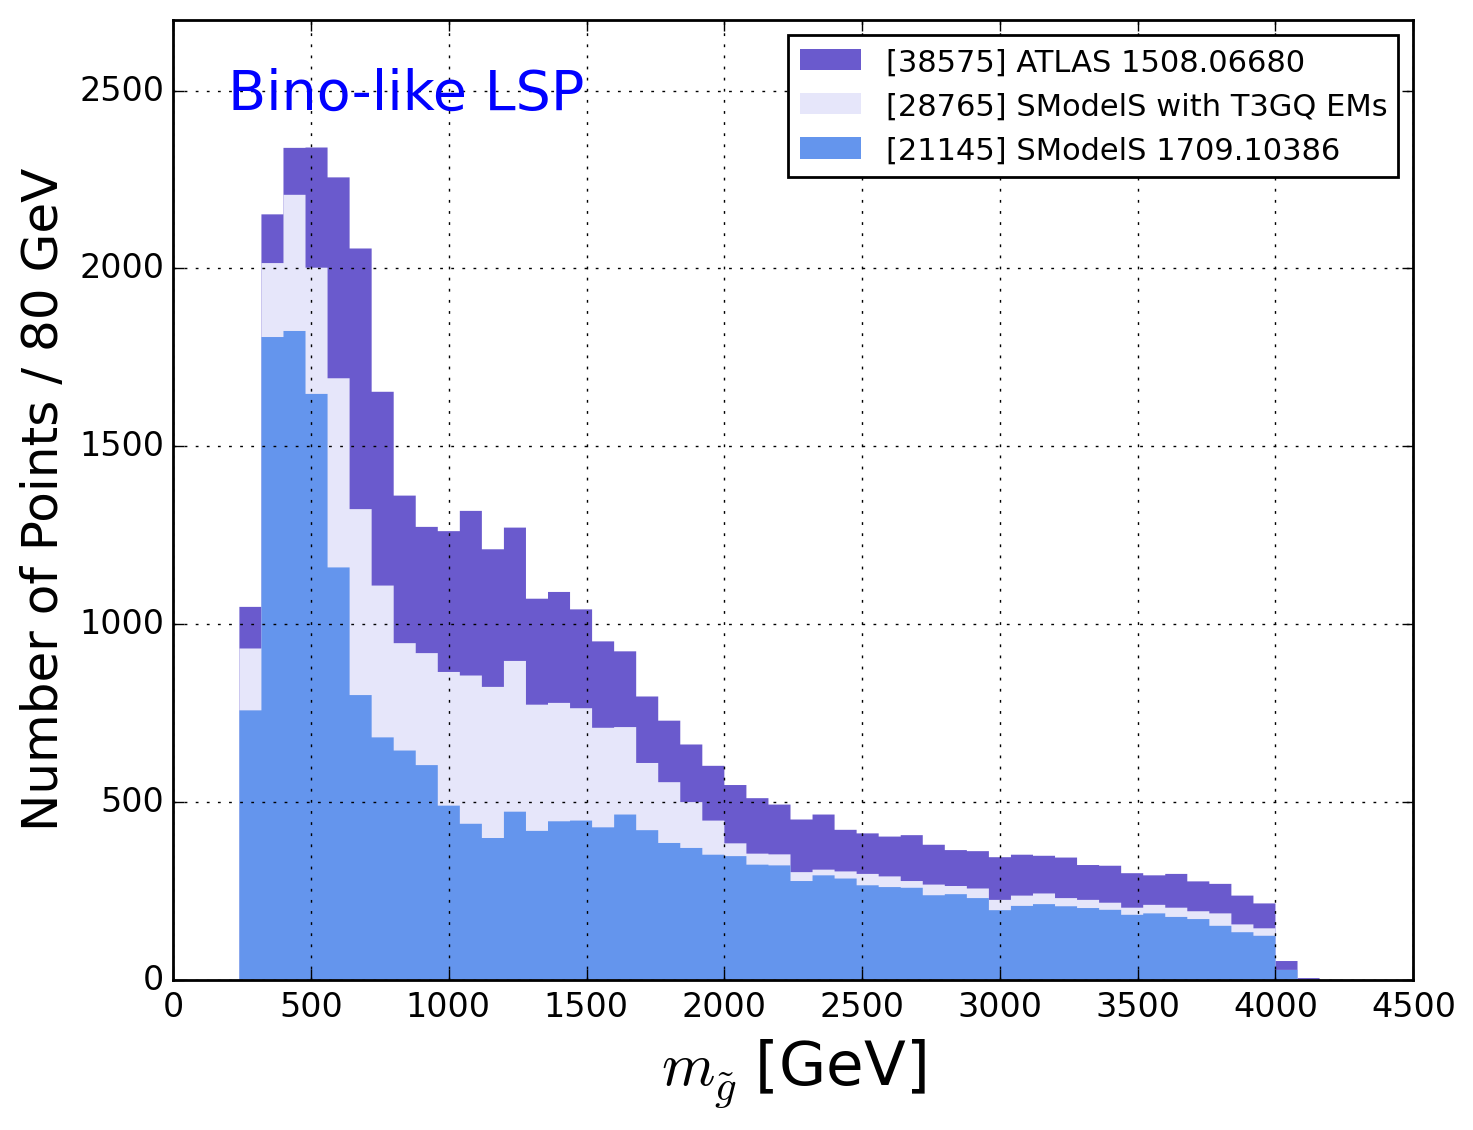 Bino-like LSP
[38575] ATLAS 1508.06680
[28765] SModelS with T3GQ EMs
[21145] SModelS 1709.10386
Number of Points / 80 GeV
2500
2000
1500
1000
500
0
0 500 1000 1500 2000 2500 3000 3500 4000 4500
m_g̃ [GeV]